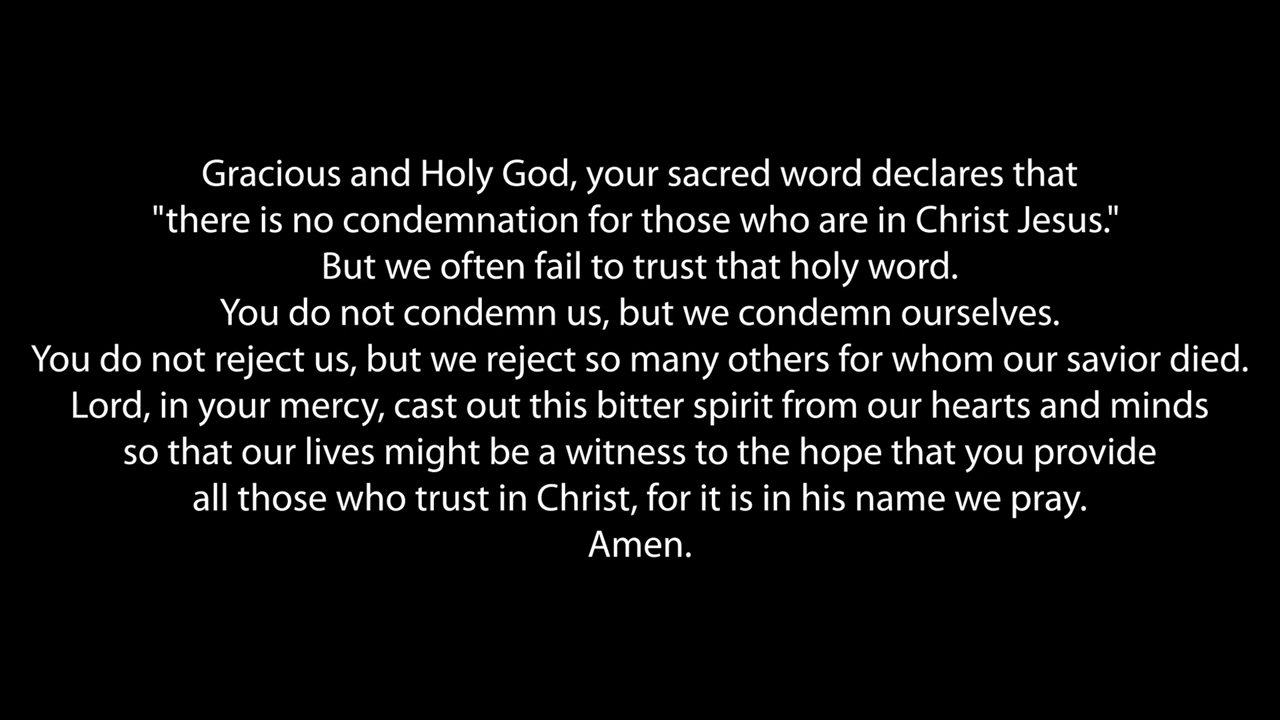 Gracious and Holy God, your sacred word declares that
"there is no condemnation for those who are in Christ Jesus."
But we often fail to trust that holy word.
You do not condemn us, but we condemn ourselves.
You do not reject us, but we reject so many others for whom our savior died.
Lord, in your mercy, cast out this bitter spirit from our hearts and minds
so that our lives might be a witness to the hope that you provide
all those who trust in Christ, for it is in his name we pray.
Amen.